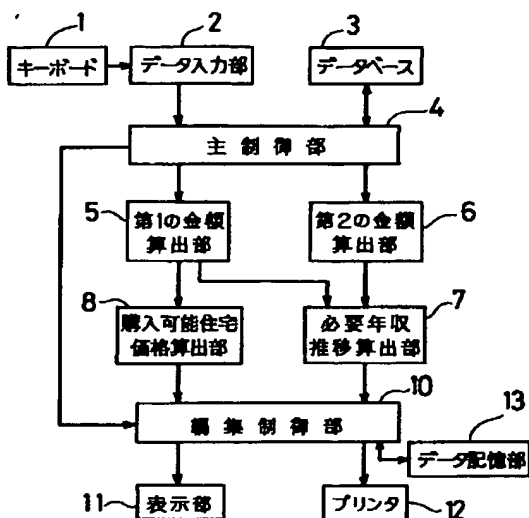 1
2
3
キーボード
データ入力部
データベース
4
主制御部
5
6
第1の金額
算出部
第2の金額
算出部
8
7
購入可能住宅
価格算出部
必要年収
推移算出部
10
編集制御部
13
データ記憶部
11
表示部
プリンタ
12